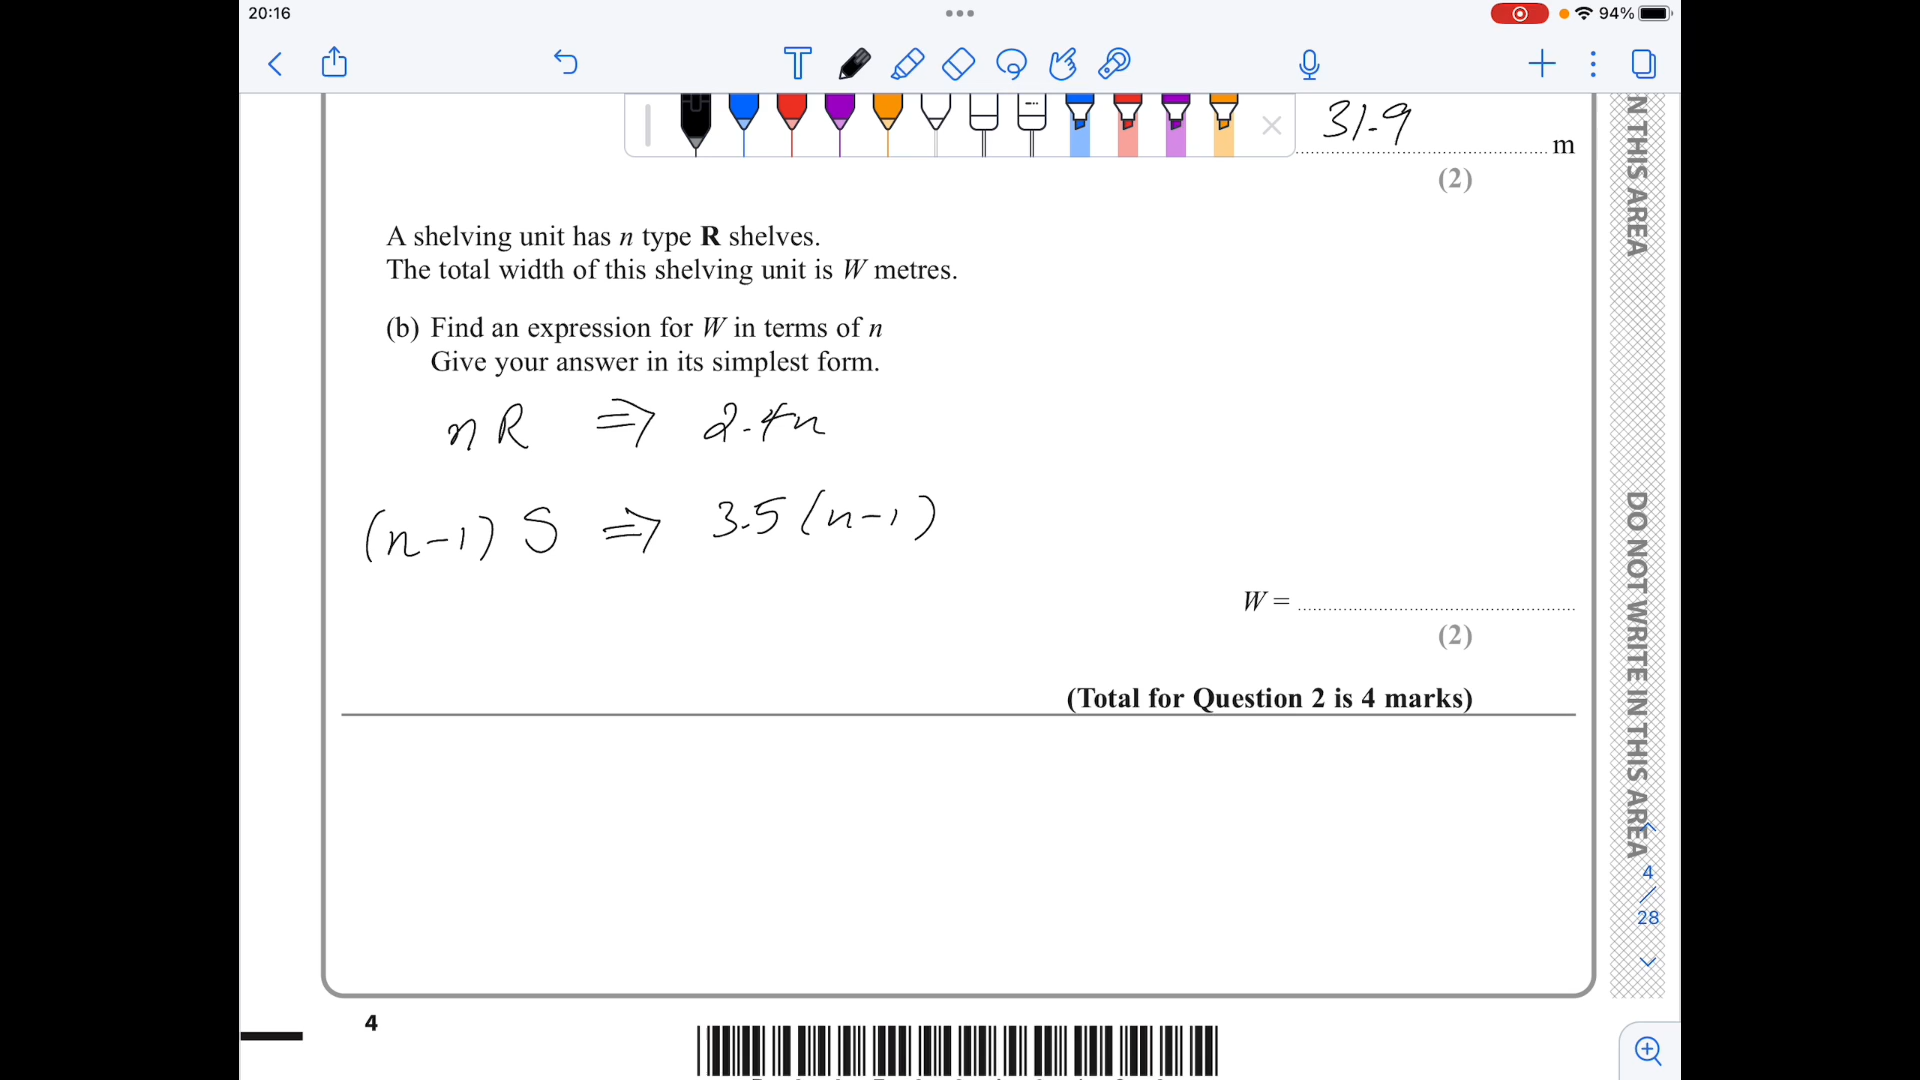 20:16
94%
31.9
m
(2)
A shelving unit has n type R shelves.
The total width of this shelving unit is W metres.
(b) Find an expression for W in terms of n
Give your answer in its simplest form.
nR ⇒ 2.4n
(n-1) S ⇒ 3.5(n-1)
W =
(2)
(Total for Question 2 is 4 marks)
4
N THIS AREA
DO NOT WRITE IN THIS AREA
4
/
28